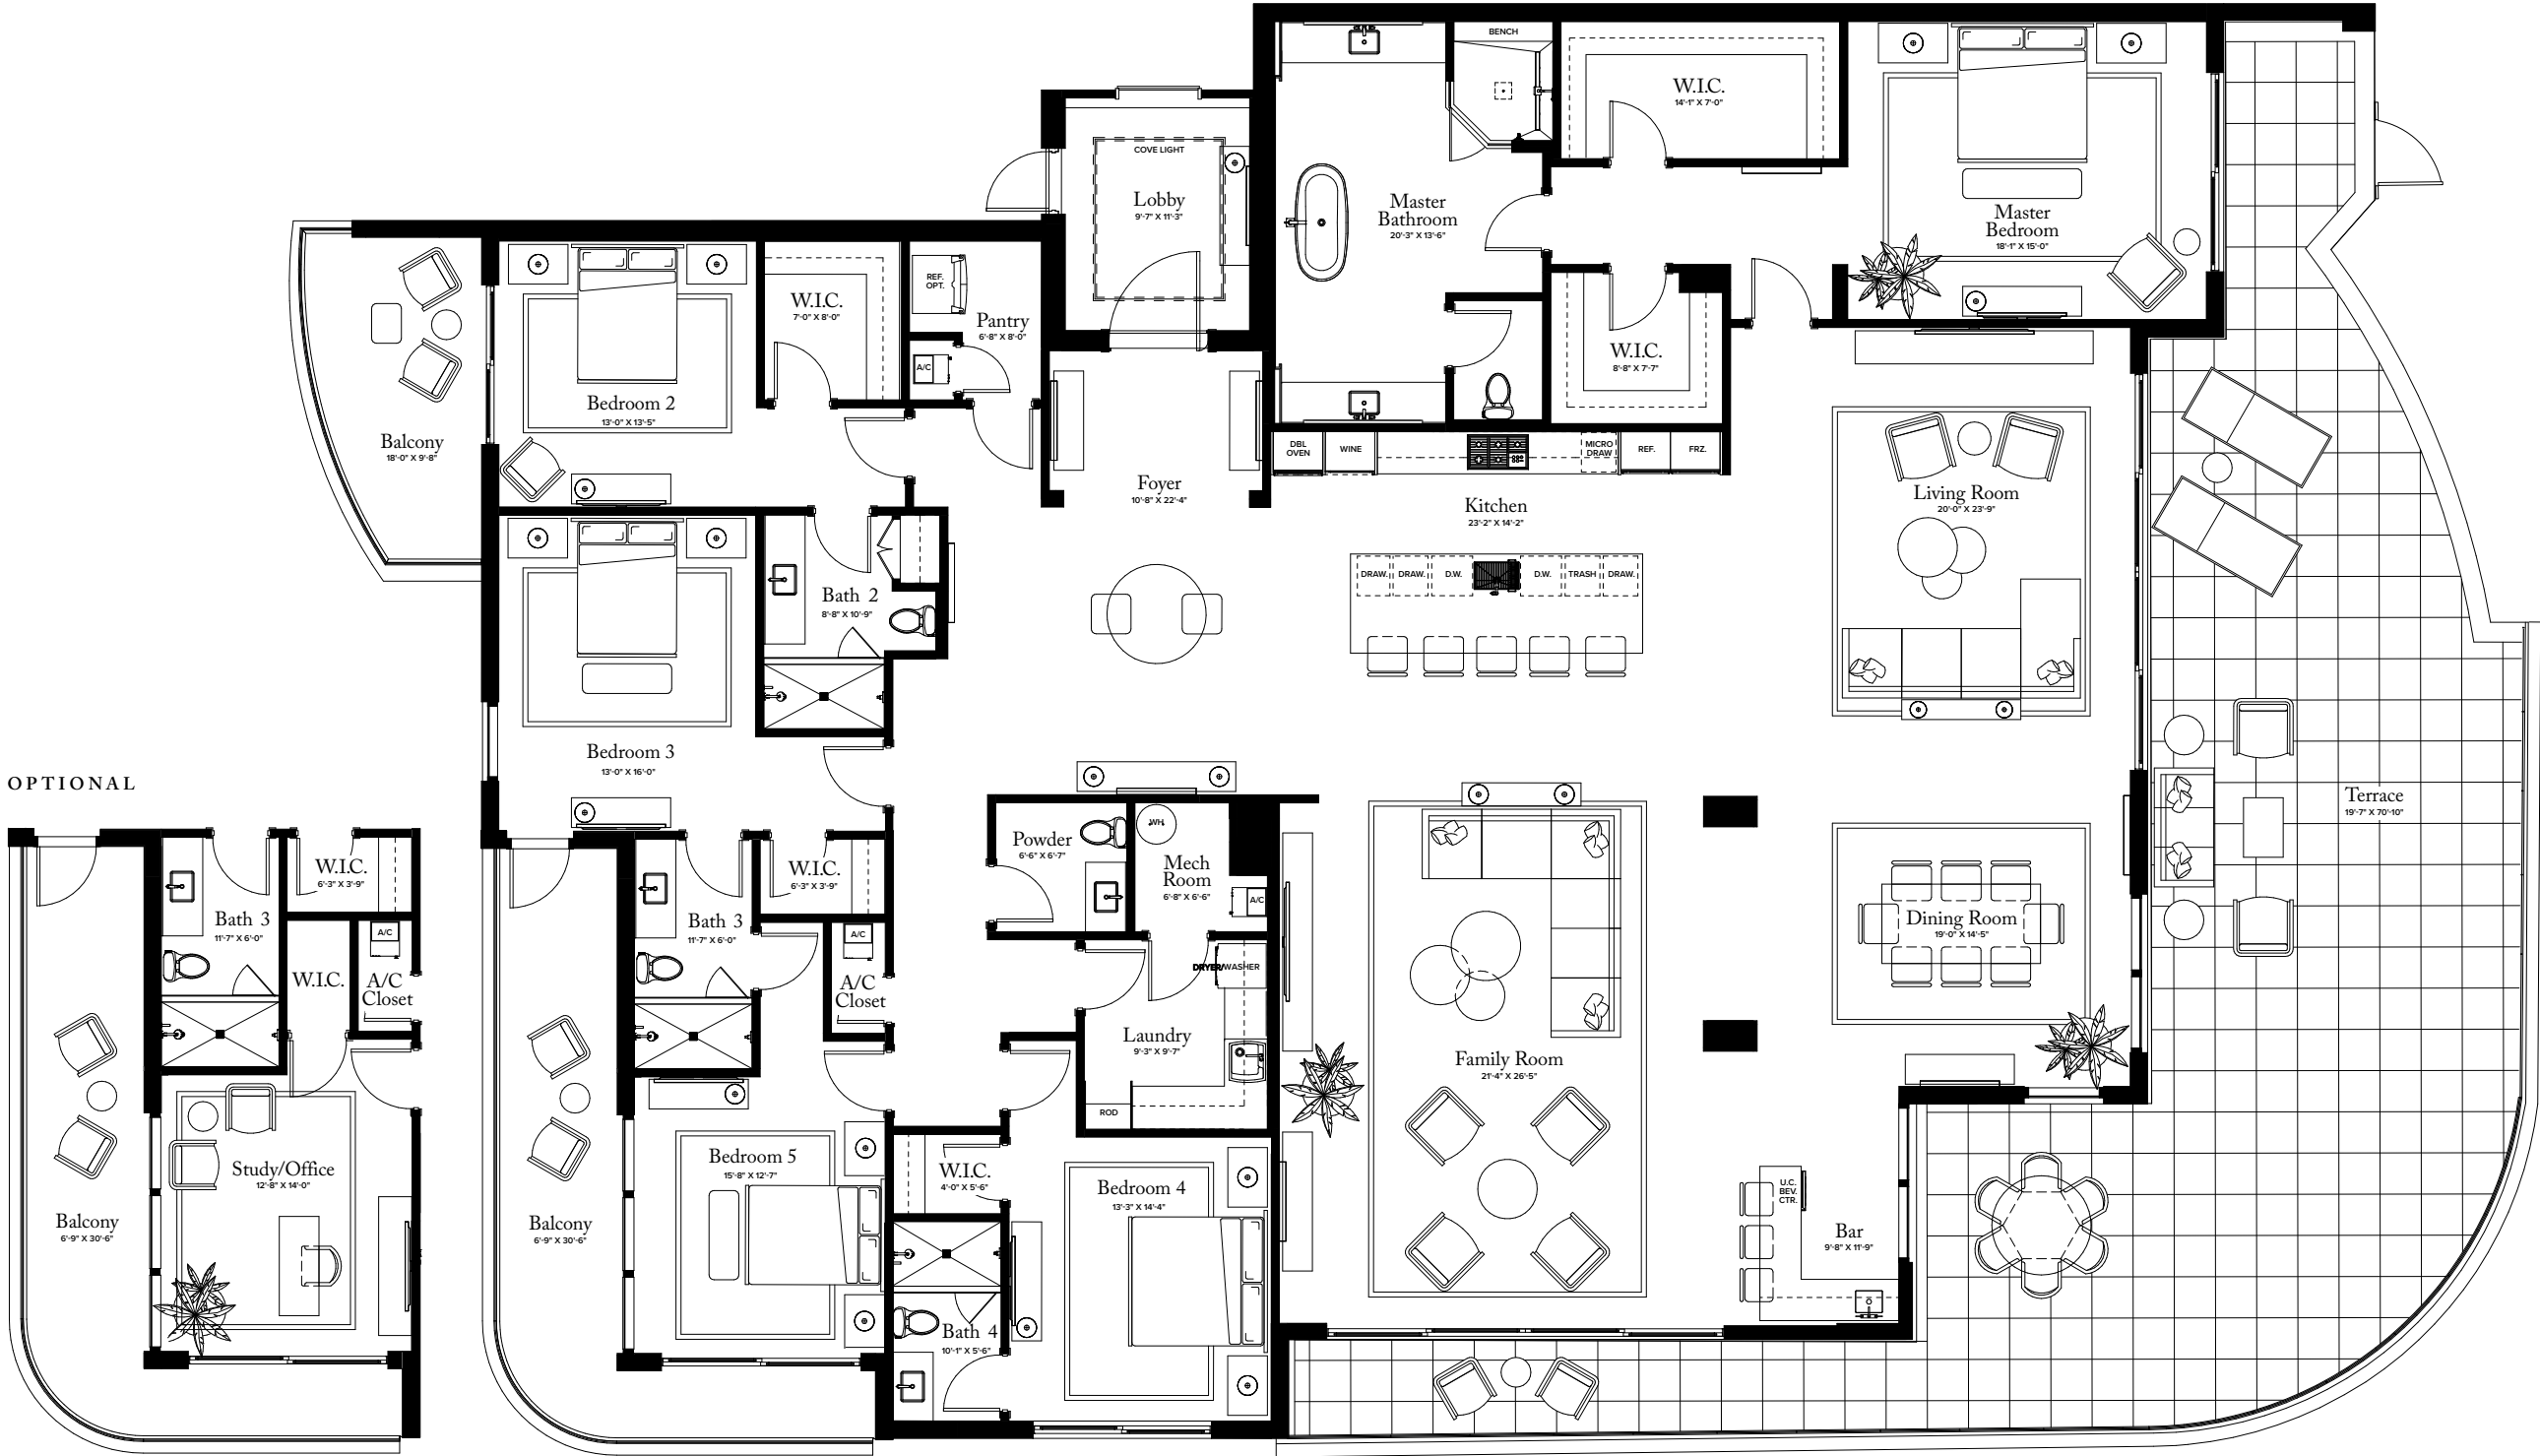 BENCH
W.I.C.
14'-1" X 7'-0"
COVE LIGHT
Lobby
9'-7" X 11'-3"
Master
Bathroom
20'-3" X 13'-6"
Master
Bedroom
18'-1" X 15'-0"
W.I.C.
7'-0" X 8'-0"
REF.
OPT.
Pantry
6'-8" X 8'-0"
A/C
W.I.C.
8'-8" X 7'-7"
Bedroom 2
13'-0" X 13'-5"
Balcony
18'-0" X 9'-8"
DBL
OVEN
WINE
MICRO
DRAW
REF.
FRZ.
Foyer
10'-8" X 22'-4"
Kitchen
23'-2" X 14'-2"
Living Room
20'-0" X 23'-9"
DRAW.
DRAW.
D.W.
D.W.
TRASH
DRAW.
Bath 2
8'-8" X 10'-9"
Bedroom 3
13'-0" X 16'-0"
OPTIONAL
Terrace
19'-7" X 70'-10"
W.I.C.
6'-3" X 3'-9"
Bath 3
11'-7" X 6'-0"
A/C
W.I.C.
A/C
Closet
Study/Office
12'-8" X 14'-0"
Balcony
6'-9" X 30'-6"
W.I.C.
6'-3" X 3'-9"
Bath 3
11'-7" X 6'-0"
A/C
A/C
Closet
Powder
6'-6" X 6'-7"
WH.
Mech
Room
6'-8" X 6'-6"
A/C
DRYER/WASHER
Laundry
9'-3" X 9'-7"
ROD
Dining Room
19'-0" X 14'-5"
Family Room
21'-4" X 26'-5"
Bedroom 5
15'-8" X 12'-7"
Balcony
6'-9" X 30'-6"
W.I.C.
4'-0" X 5'-6"
Bedroom 4
13'-3" X 14'-4"
U.C.
BEV.
CTR.
Bar
9'-8" X 11'-9"
Bath 4
10'-1" X 5'-6"